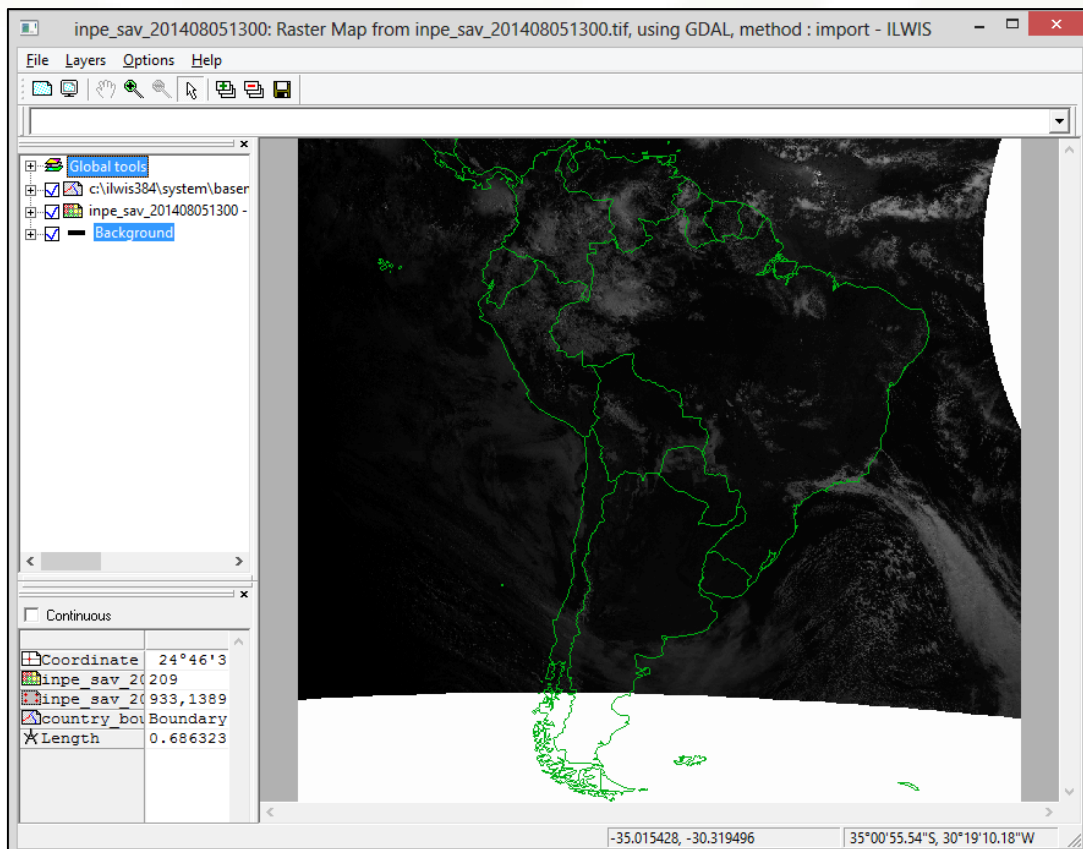 inpe_sav_201408051300: Raster Map from inpe_sav_201408051300.tif, using GDAL, method : import - ILWIS
File Layers Options Help
Global tools
c:\ilwis384\system\baser
inpe_sav_201408051300 -
Background
Continuous
Coordinate 24°46'3
inpe_sav_20 209
inpe_sav_20 933,1389
country_bou Boundary
Length 0.686323
-35.015428, -30.319496 35°00'55.54"S, 30°19'10.18"W